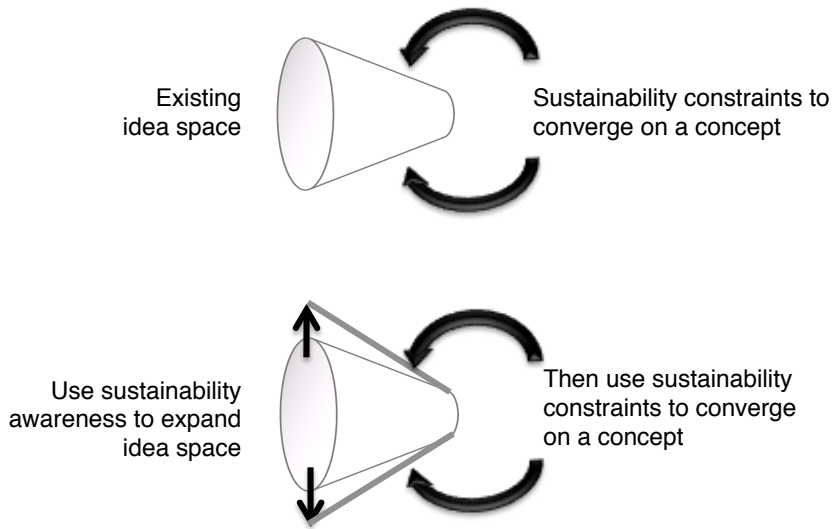 Existing
idea space
Sustainability constraints to
converge on a concept
Use sustainability
awareness to expand
idea space
Then use sustainability
constraints to converge
on a concept